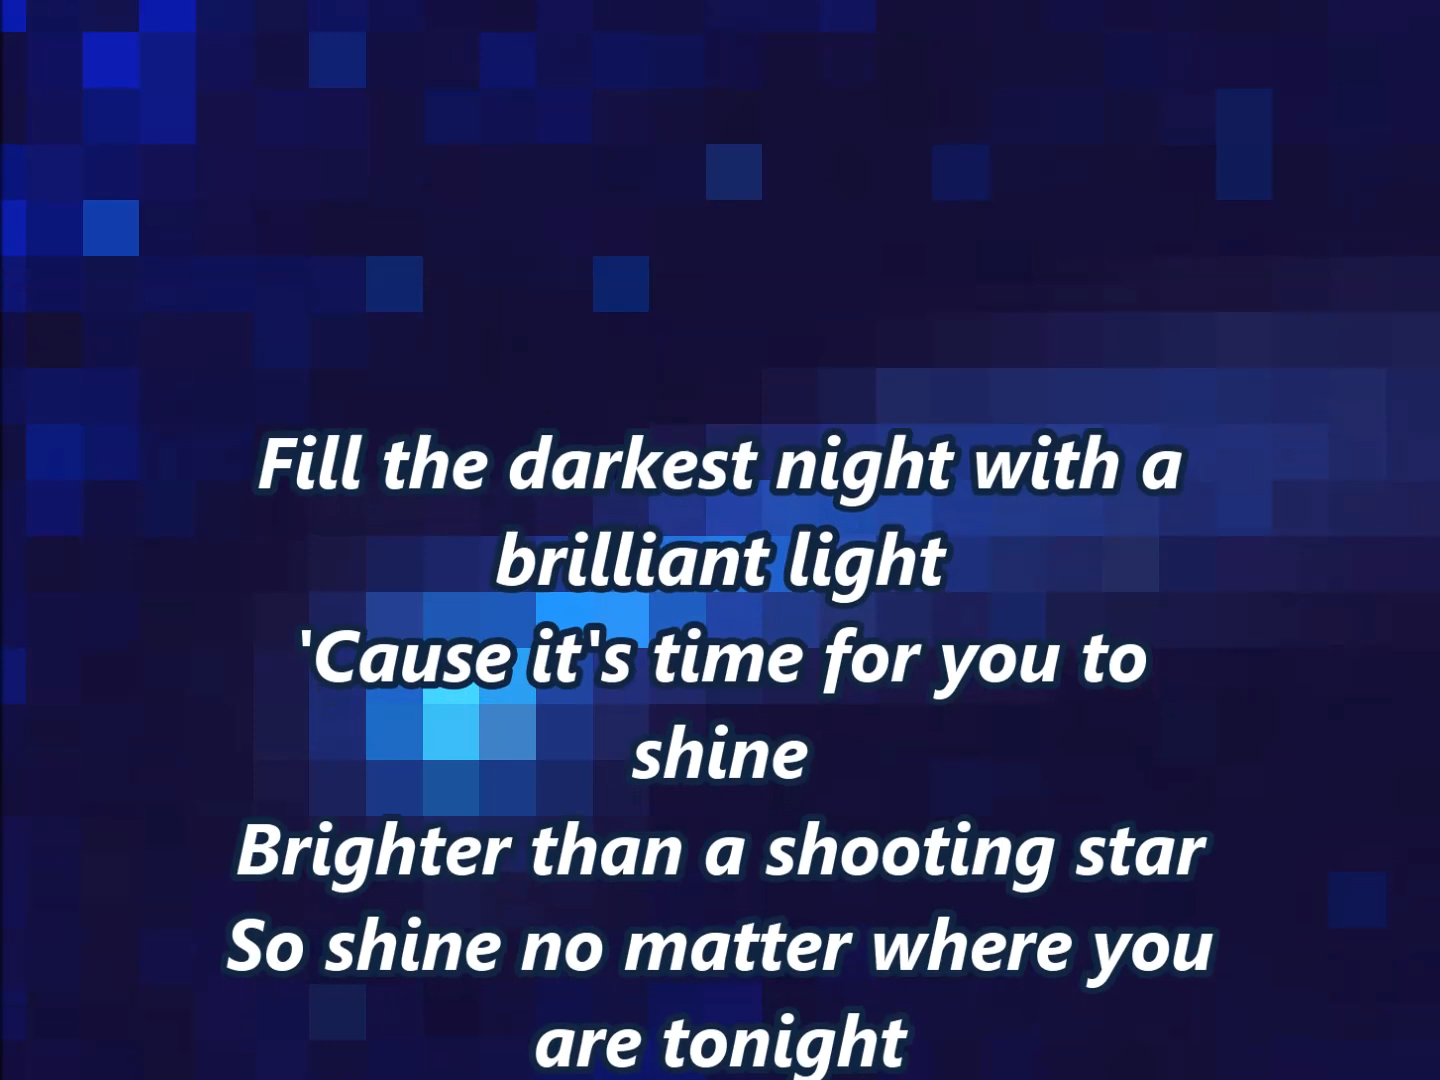 Fill the darkest night with a
brilliant light
'Cause it's time for you to
shine
Brighter than a shooting star
So shine no matter where you
are tonight